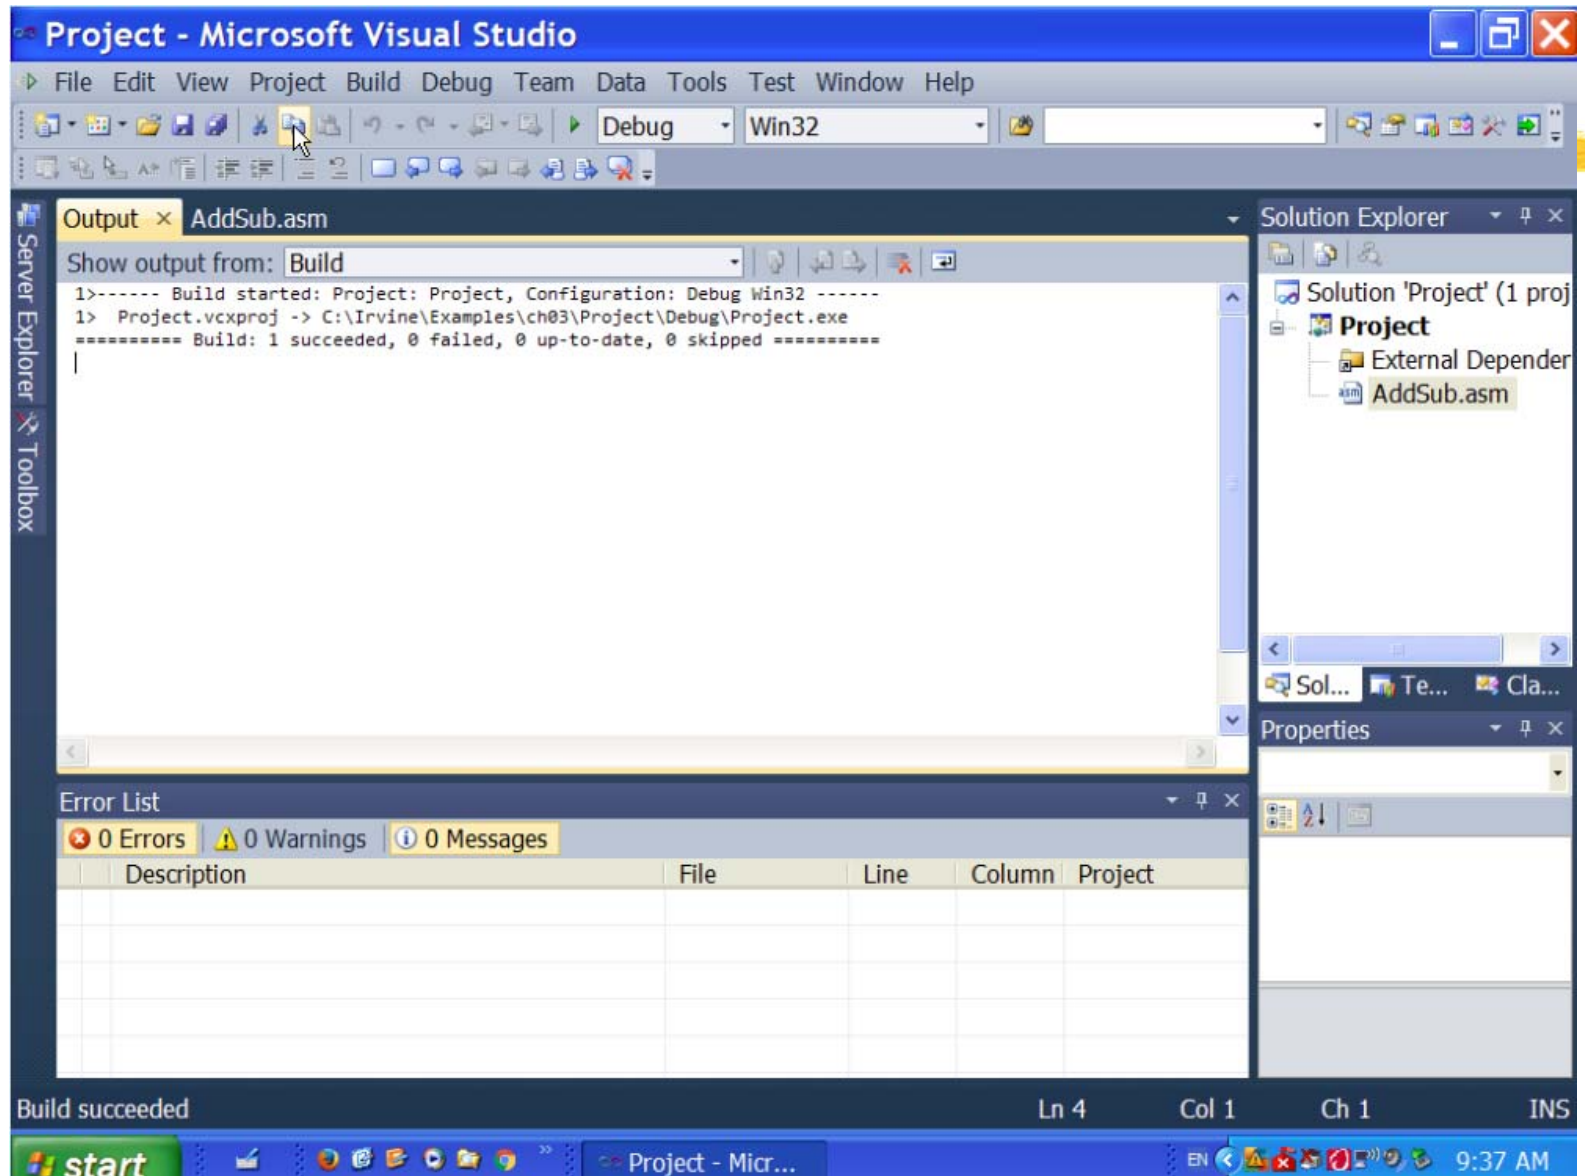 Project - Microsoft Visual Studio
File Edit View Project Build Debug Team Data Tools Test Window Help
Debug Win32
Server Explorer
Toolbox
Output AddSub.asm
Show output from: Build
1>------ Build started: Project: Project, Configuration: Debug Win32 ------
1> Project.vcxproj -> C:\Irvine\Examples\ch03\Project\Debug\Project.exe
========== Build: 1 succeeded, 0 failed, 0 up-to-date, 0 skipped ==========
Solution Explorer
Solution 'Project' (1 proj
Project
External Depender
asm AddSub.asm
Sol... Te... Cla...
Properties
Error List
0 Errors 0 Warnings 0 Messages
Description File Line Column Project
Build succeeded Ln 4 Col 1 Ch 1 INS
start Project - Micr... EN 9:37 AM